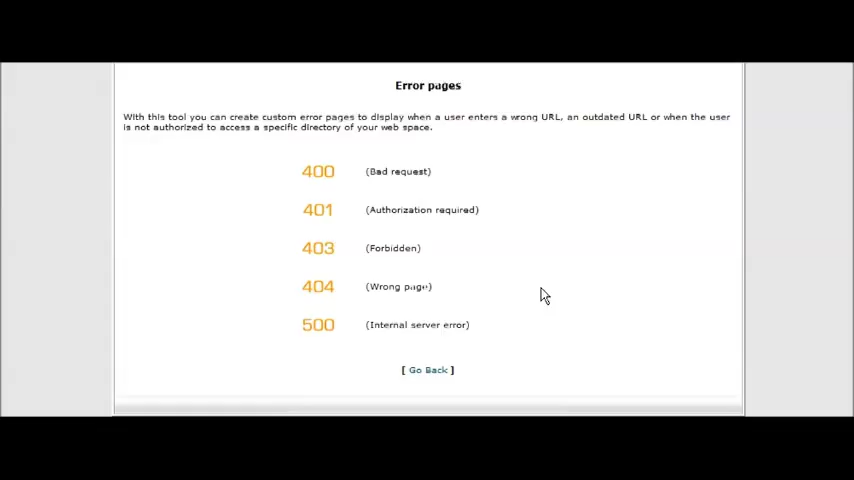 Error pages
With this tool you can create custom error pages to display when a user enters a wrong URL, an outdated URL or when the user
is not authorized to access a specific directory of your web space.
400 (Bad request)
401 (Authorization required)
403 (Forbidden)
404 (Wrong page)
500 (Internal server error)
[ Go Back ]